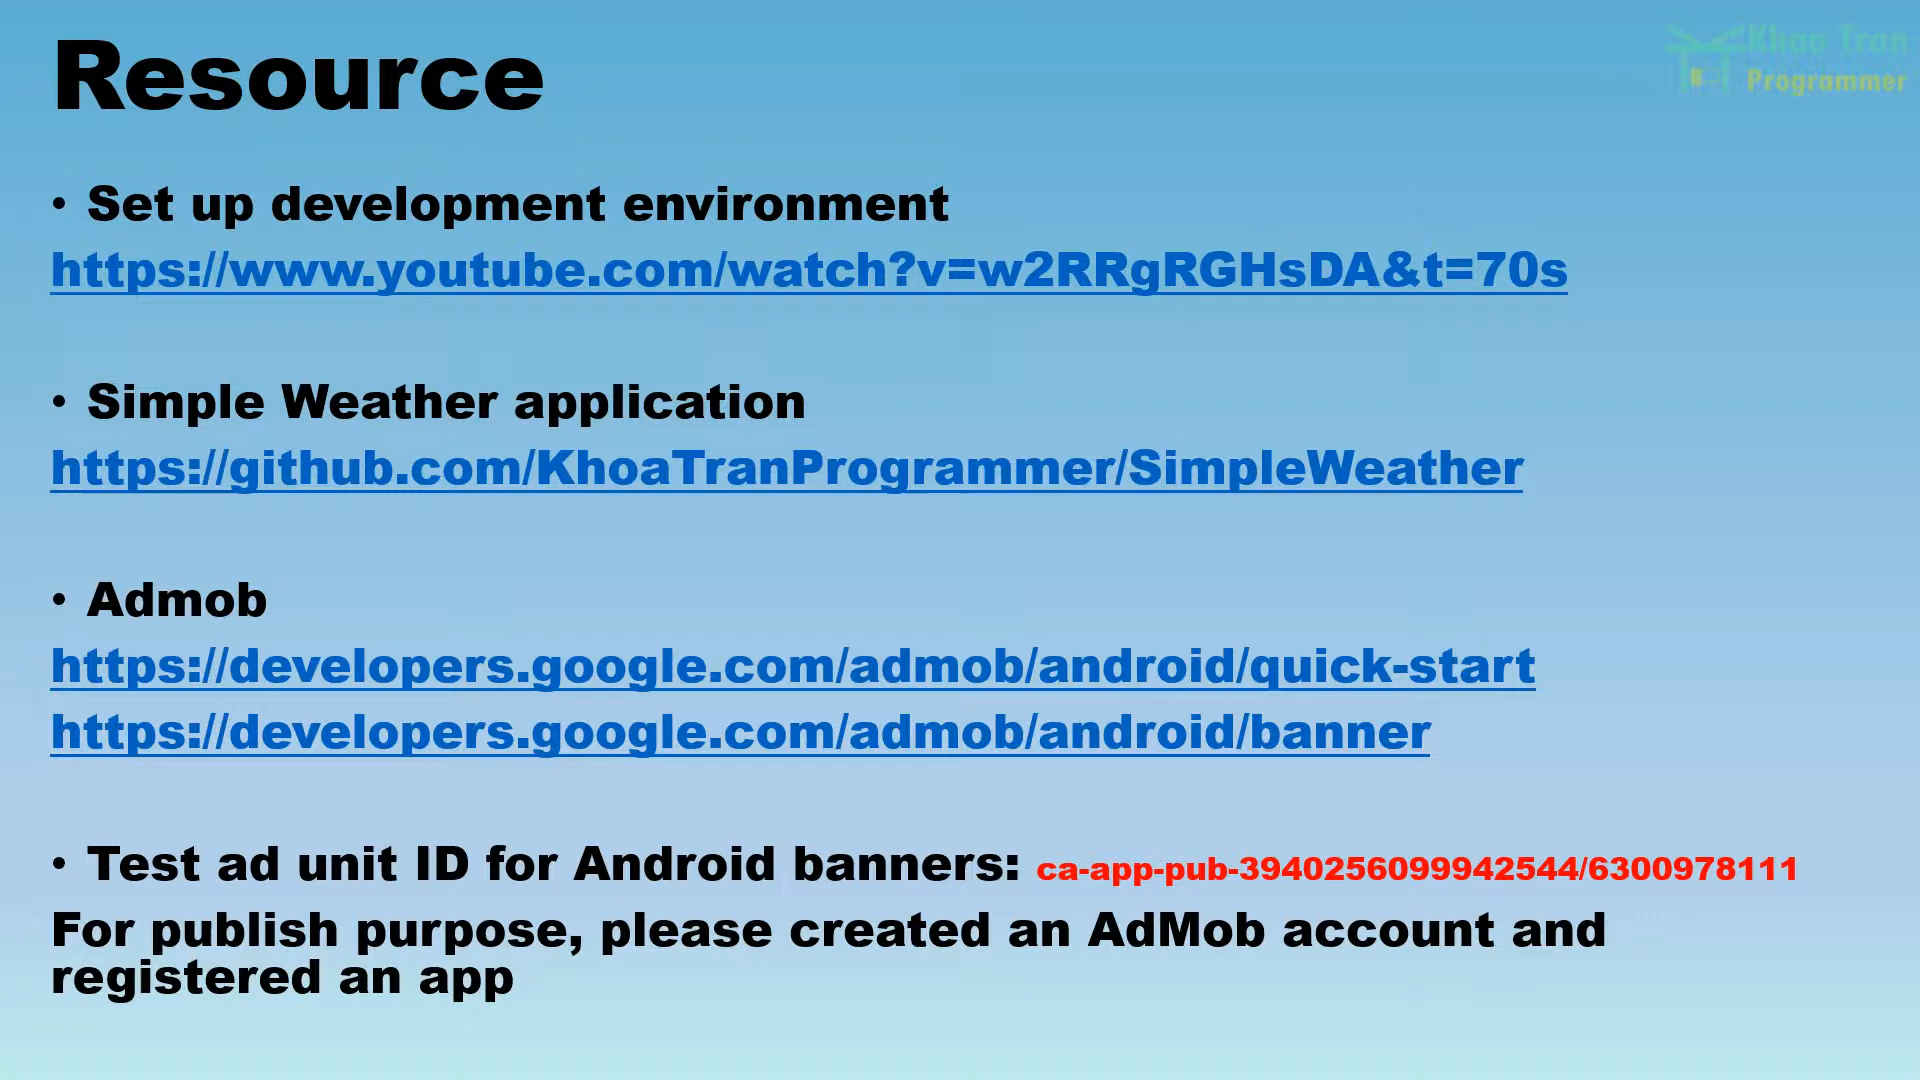 Resource
Khoa Tran
Programmer
• Set up development environment
https://www.youtube.com/watch?v=w2RRgRGHsDA&t=70s
• Simple Weather application
https://github.com/KhoaTranProgrammer/SimpleWeather
• Admob
https://developers.google.com/admob/android/quick-start
https://developers.google.com/admob/android/banner
• Test ad unit ID for Android banners: ca-app-pub-3940256099942544/6300978111
For publish purpose, please created an AdMob account and
registered an app